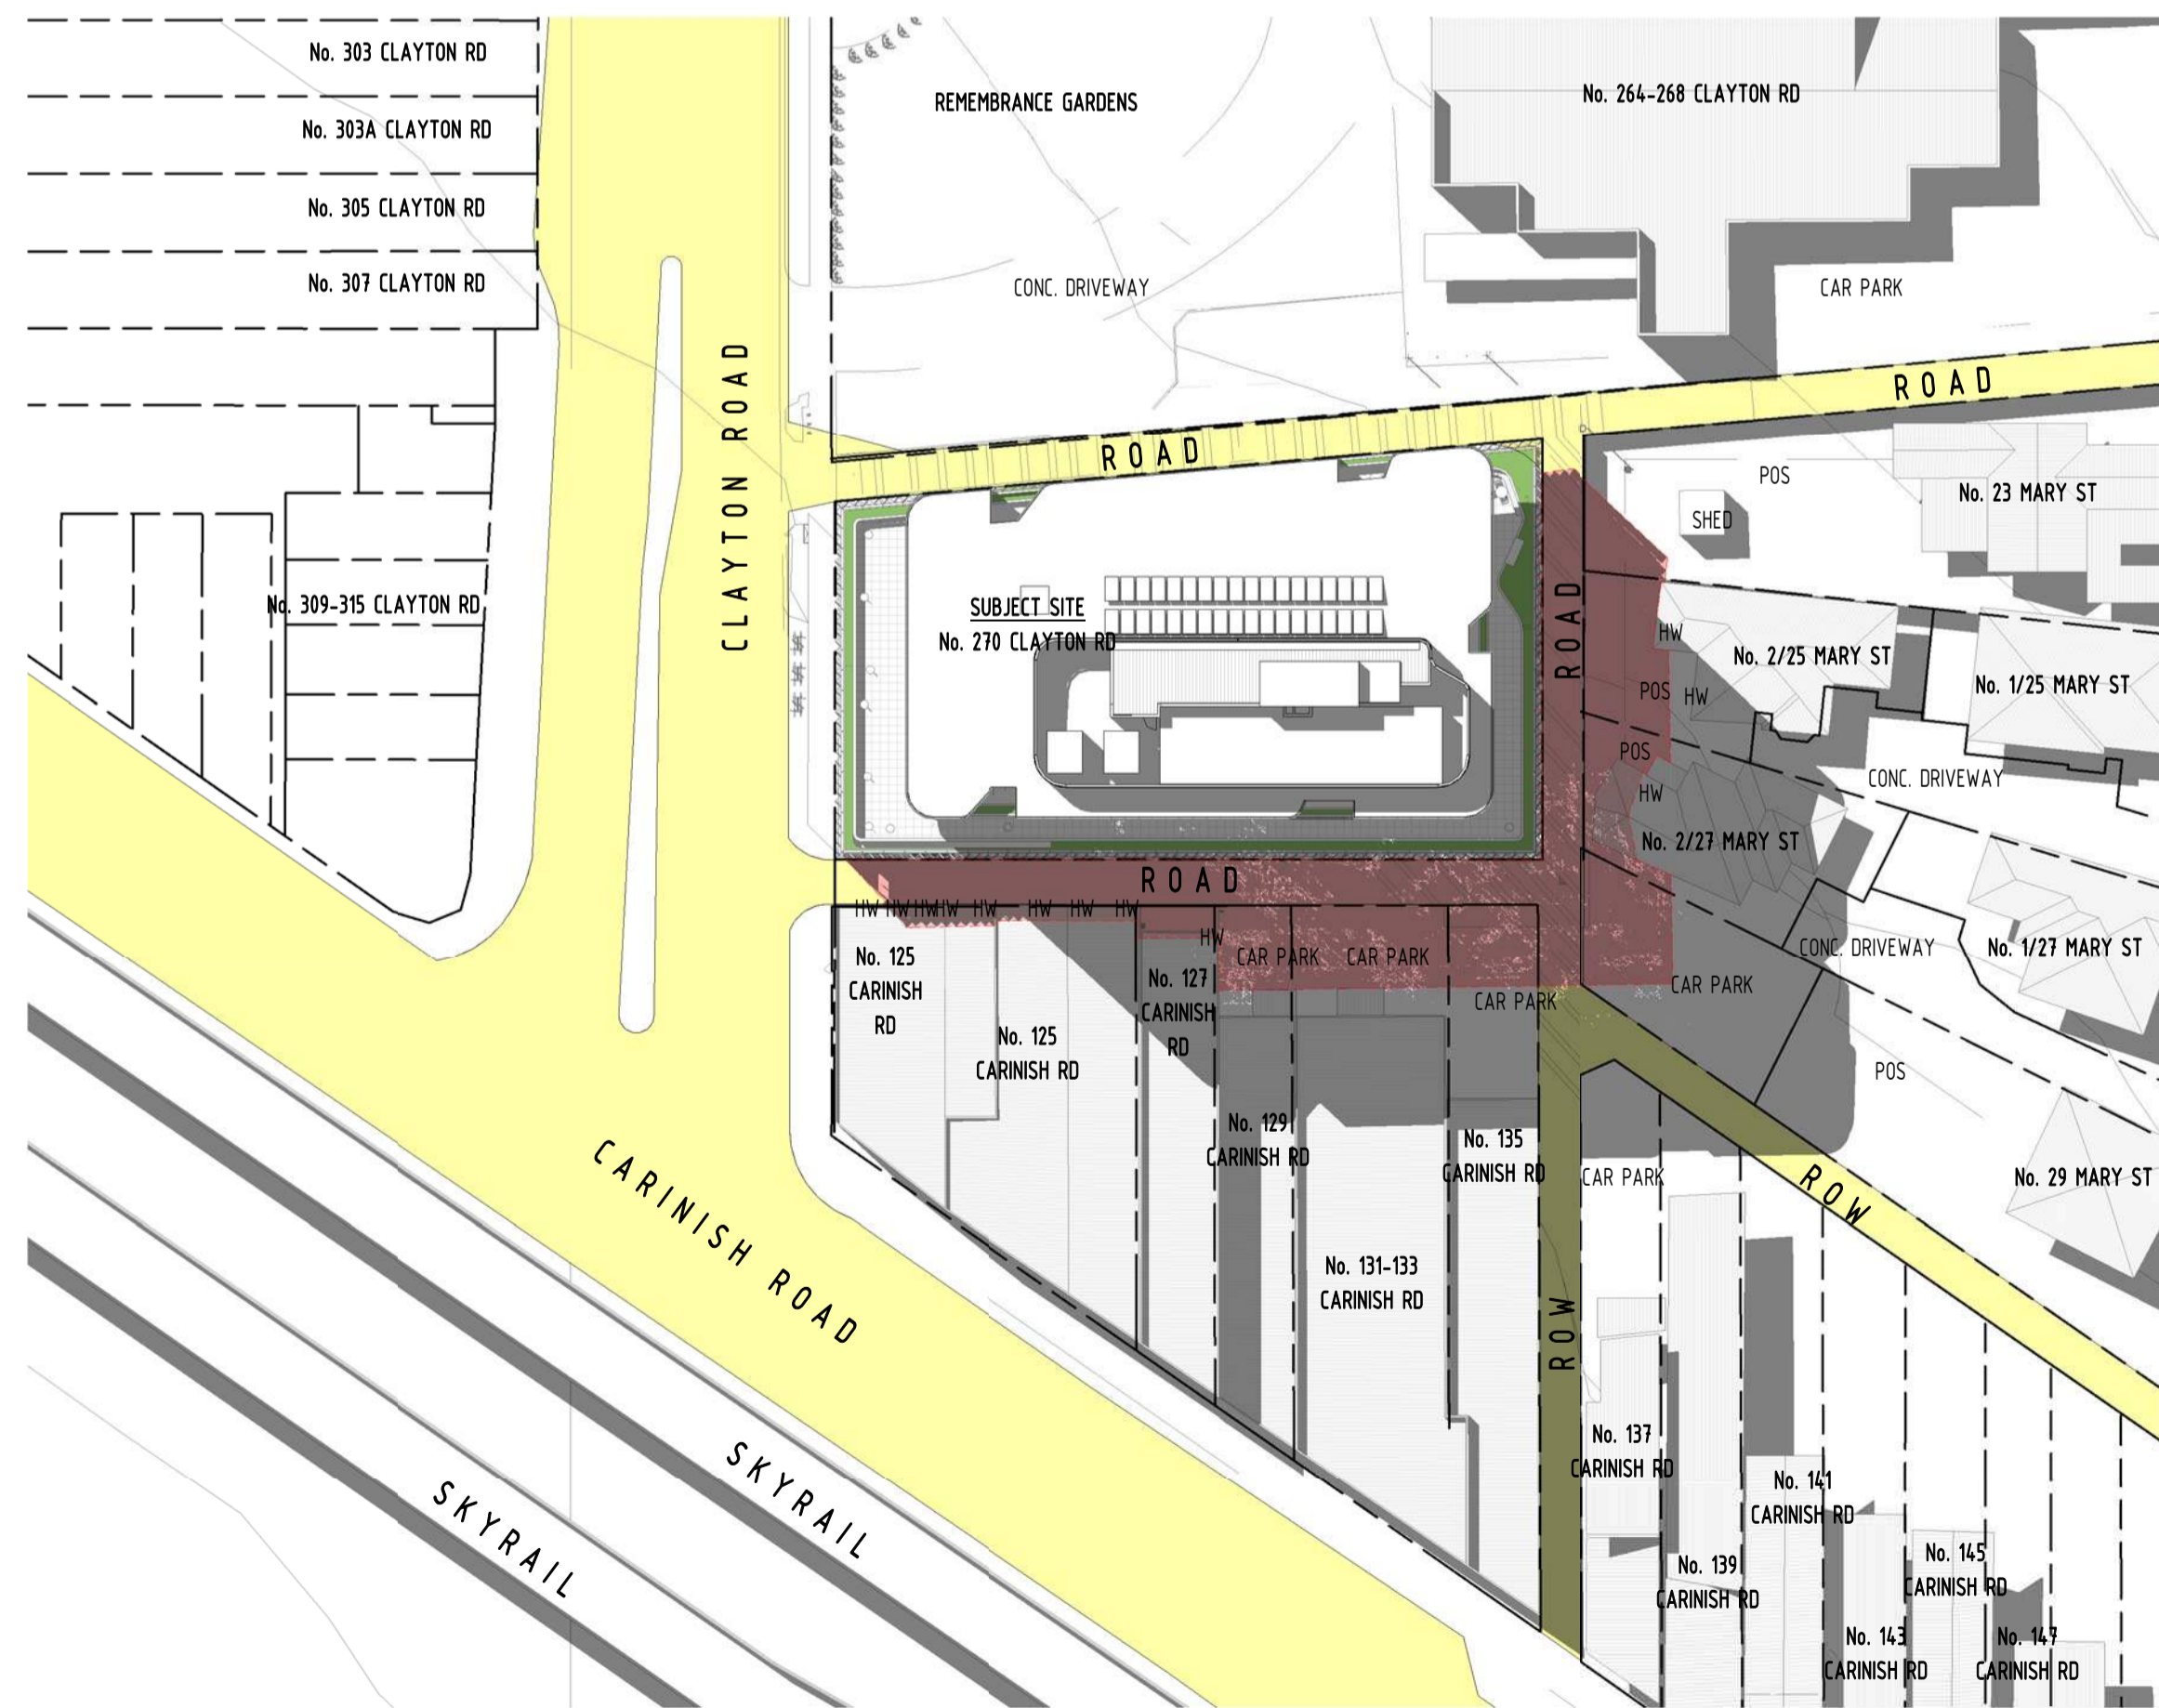 No. 303 CLAYTON RD
No. 303A CLAYTON RD
No. 305 CLAYTON RD
No. 307 CLAYTON RD
No. 309-315 CLAYTON RD
CLAYTON ROAD
REMEMBRANCE GARDENS
CONC. DRIVEWAY
No. 264-268 CLAYTON RD
CAR PARK
ROAD
ROAD
SUBJECT SITE
No. 270 CLAYTON RD
ROAD
POS
SHED
No. 23 MARY ST
HW
No. 2/25 MARY ST
No. 1/25 MARY ST
POS
HW
POS
HW
CONC. DRIVEWAY
No. 2/27 MARY ST
CONC. DRIVEWAY
No. 1/27 MARY ST
CAR PARK
POS
No. 29 MARY ST
ROAD
HW HW HW HW HW HW HW HW
HW
CAR PARK
CAR PARK
CAR PARK
No. 125
CARINISH
RD
No. 125
CARINISH RD
No. 127
CARINISH
RD
No. 129
CARINISH RD
No. 131-133
CARINISH RD
No. 135
CARINISH RD
CAR PARK
ROW
ROW
No. 137
CARINISH RD
No. 139
CARINISH RD
No. 141
CARINISH RD
No. 143
CARINISH RD
No. 145
CARINISH RD
No. 147
CARINISH RD
CARINISH ROAD
SKYRAIL
SKYRAIL